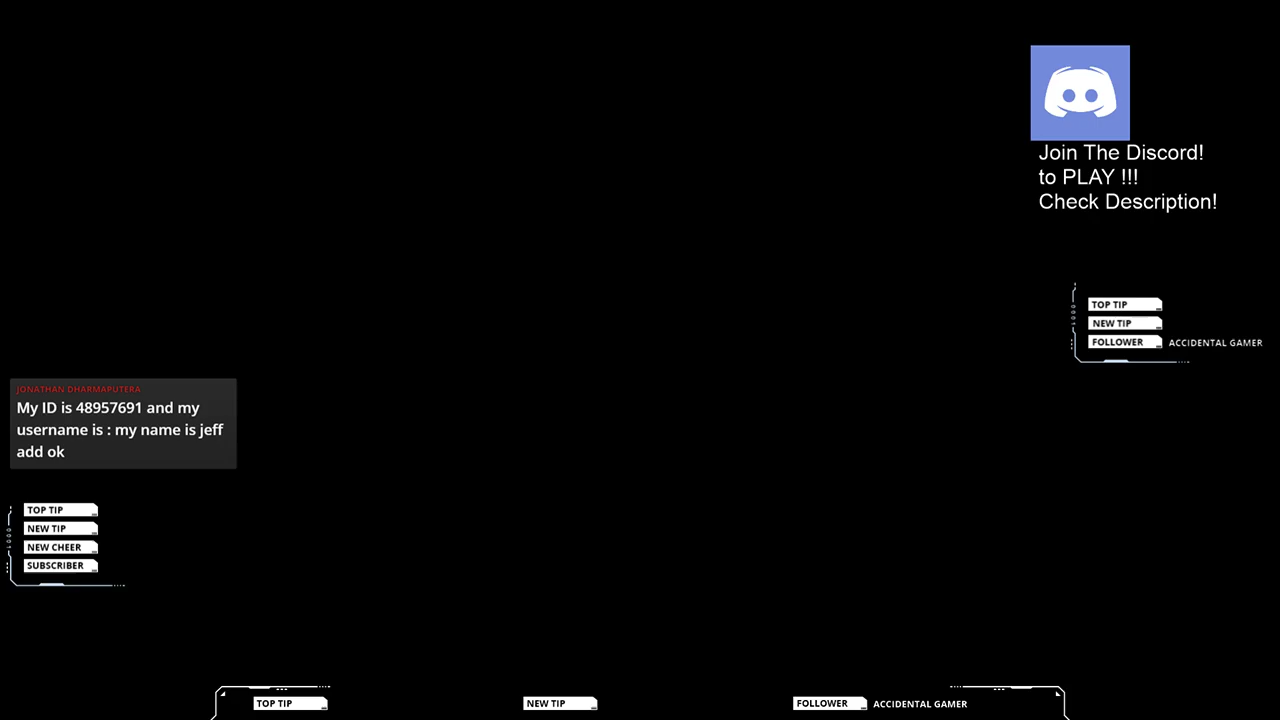 Join The Discord!
to PLAY !!!
Check Description!
TOP TIP
NEW TIP
FOLLOWER ACCIDENTAL GAMER
JONATHAN DHARMAPUTERA
My ID is 48957691 and my
username is : my name is jeff
add ok
TOP TIP
NEW TIP
NEW CHEER
SUBSCRIBER
TOP TIP NEW TIP FOLLOWER ACCIDENTAL GAMER